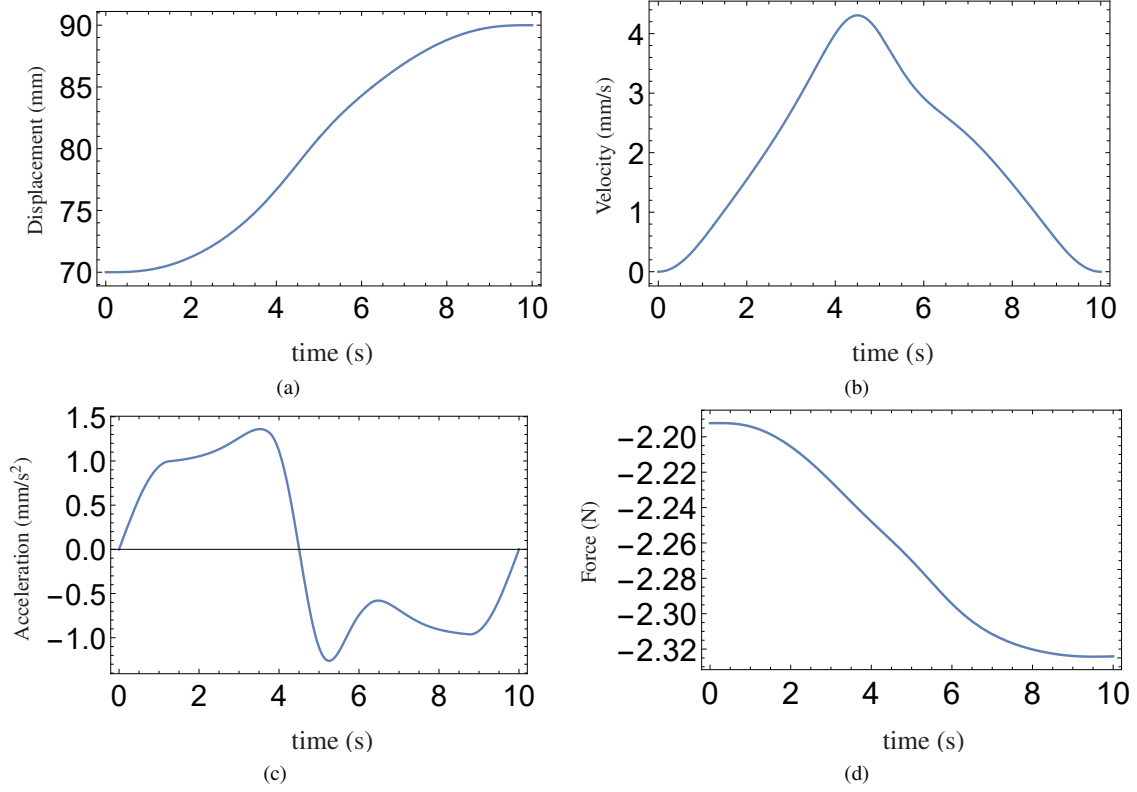 90
85
80
75
70
Displacement (mm)
0 2 4 6 8 10
time (s)
(a)
4
3
2
1
0
Velocity (mm/s)
0 2 4 6 8 10
time (s)
(b)
1.5
1.0
0.5
0.0
−0.5
−1.0
Acceleration (mm/s²)
0 2 4 6 8 10
time (s)
(c)
−2.20
−2.22
−2.24
−2.26
−2.28
−2.30
−2.32
Force (N)
0 2 4 6 8 10
time (s)
(d)